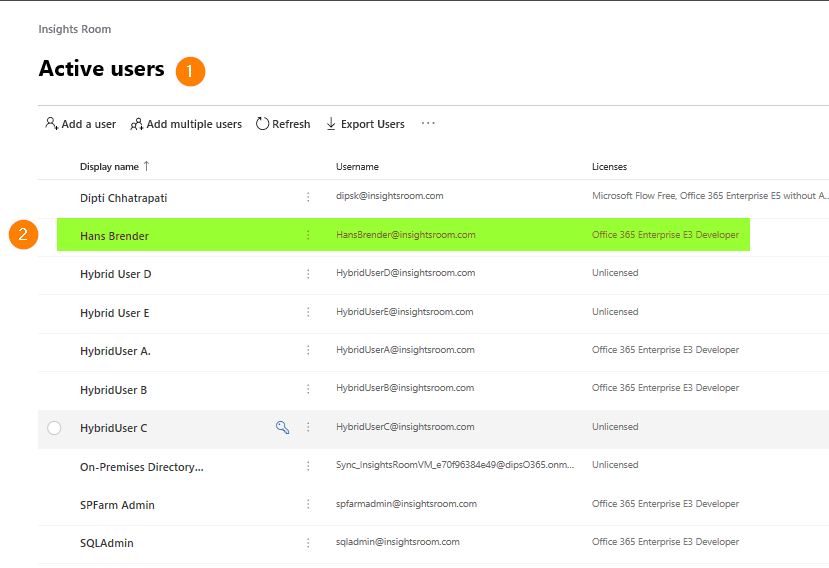 Insights Room
Active users 1
Add a user Add multiple users Refresh Export Users ...
Display name ↑ Username Licenses
Dipti Chhatrapati dipsk@insightsroom.com Microsoft Flow Free, Office 365 Enterprise E5 without A...
2 Hans Brender HansBrender@insightsroom.com Office 365 Enterprise E3 Developer
Hybrid User D HybridUserD@insightsroom.com Unlicensed
Hybrid User E HybridUserE@insightsroom.com Unlicensed
HybridUser A. HybridUserA@insightsroom.com Office 365 Enterprise E3 Developer
HybridUser B HybridUserB@insightsroom.com Office 365 Enterprise E3 Developer
HybridUser C HybridUserC@insightsroom.com Unlicensed
On-Premises Directory... Sync_InsightsRoomVM_e70f96384e49@dipsO365.onm... Unlicensed
SPFarm Admin spfarmadmin@insightsroom.com Office 365 Enterprise E3 Developer
SQLAdmin sqladmin@insightsroom.com Office 365 Enterprise E3 Developer